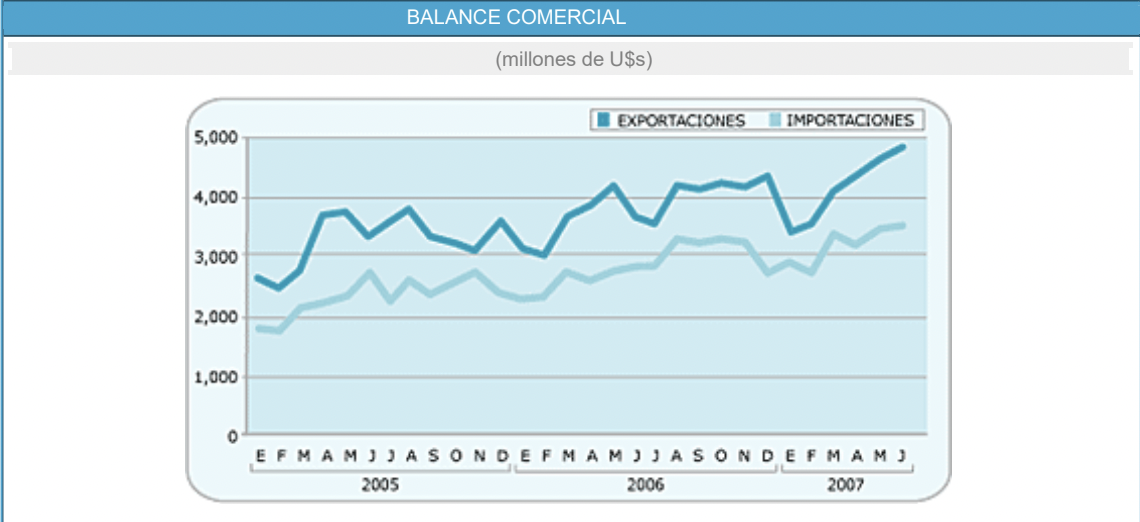 BALANCE COMERCIAL
(millones de U$s)
EXPORTACIONES IMPORTACIONES
5,000
4,000
3,000
2,000
1,000
0
E F M A M J J A S O N D E F M A M J J A S O N D E F M A M J
2005 2006 2007